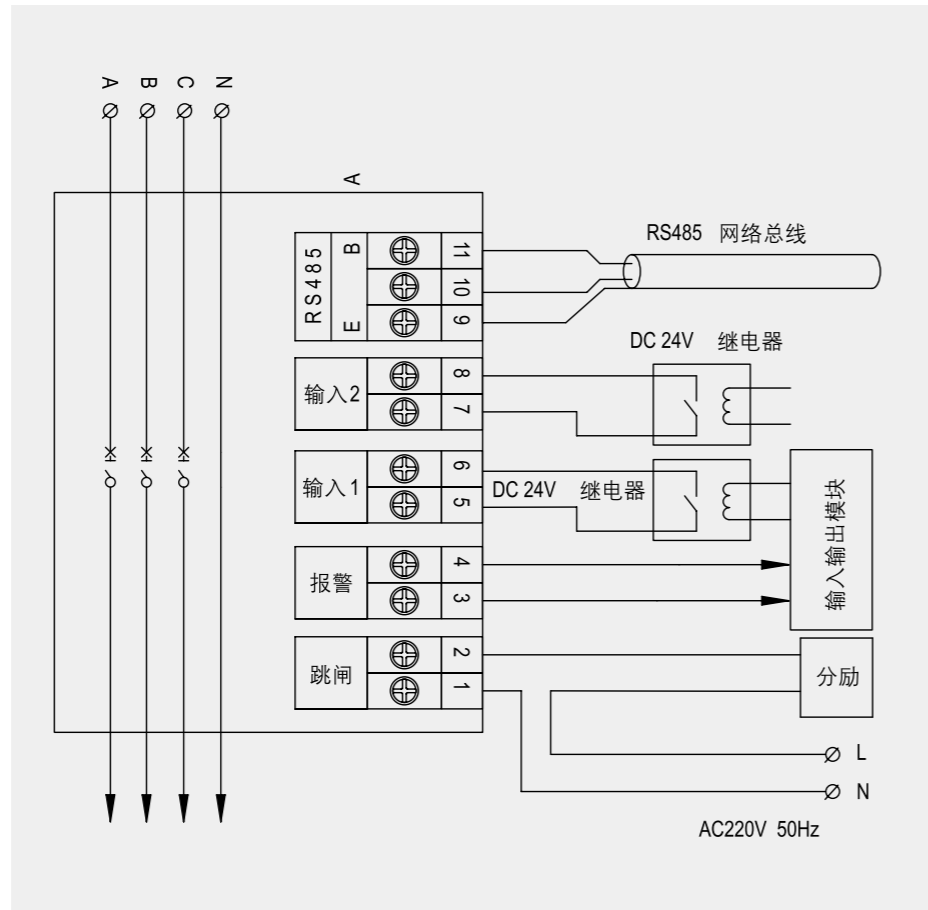 A B C N
A
RS485
B
E
11
10
9
RS485 网络总线
DC 24V 继电器
输入2
8
7
输入1
6
5
DC 24V 继电器
输入输出模块
报警
4
3
跳闸
2
1
分励
L
N
AC220V 50Hz